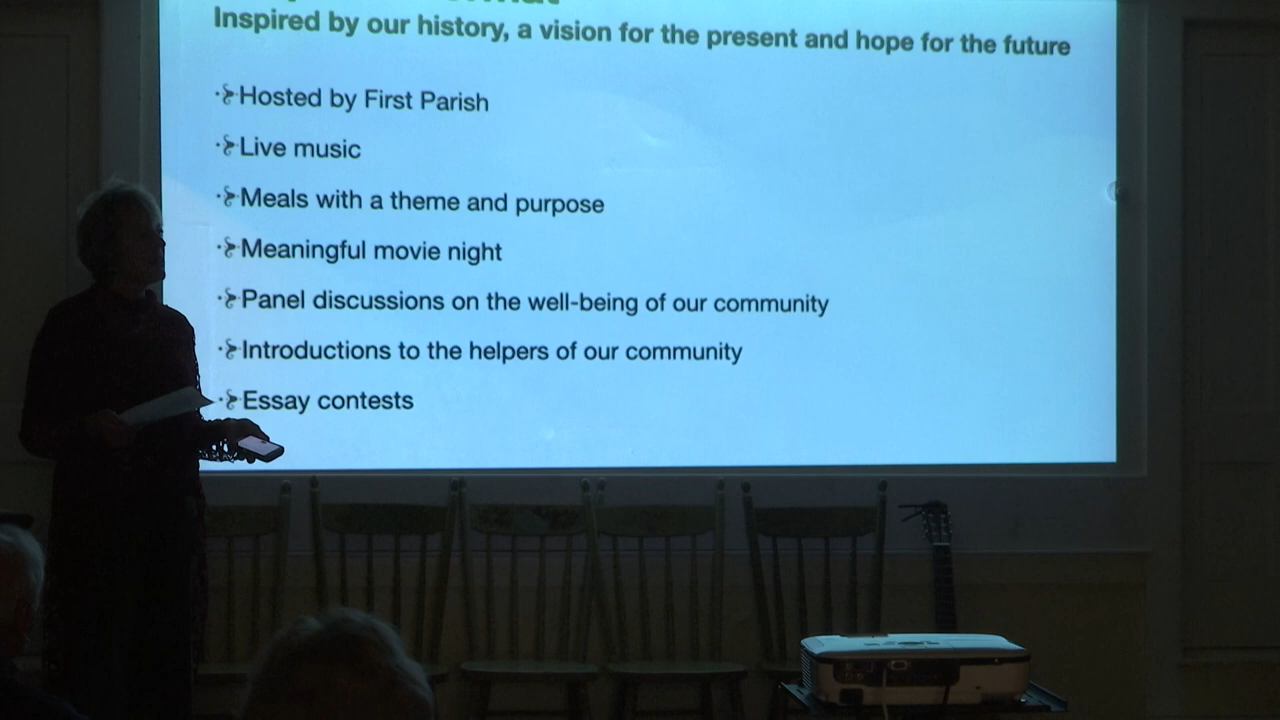 Inspired by our history, a vision for the present and hope for the future
Hosted by First Parish
Live music
Meals with a theme and purpose
Meaningful movie night
Panel discussions on the well-being of our community
Introductions to the helpers of our community
Essay contests